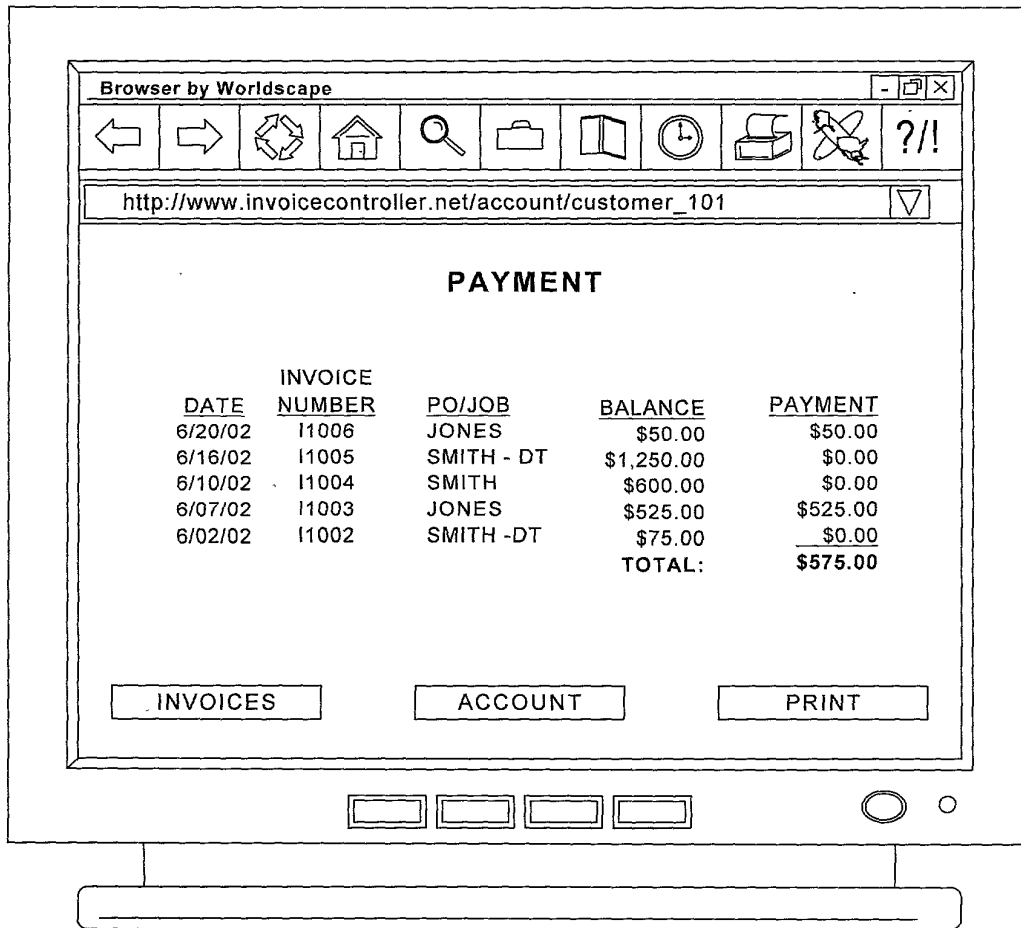 Browser by Worldscape
?/!
http://www.invoicecontroller.net/account/customer_101
PAYMENT
INVOICE
DATE NUMBER PO/JOB BALANCE PAYMENT
6/20/02 I1006 JONES $50.00 $50.00
6/16/02 I1005 SMITH - DT $1,250.00 $0.00
6/10/02 I1004 SMITH $600.00 $0.00
6/07/02 I1003 JONES $525.00 $525.00
6/02/02 I1002 SMITH -DT $75.00 $0.00
TOTAL: $575.00
INVOICES ACCOUNT PRINT